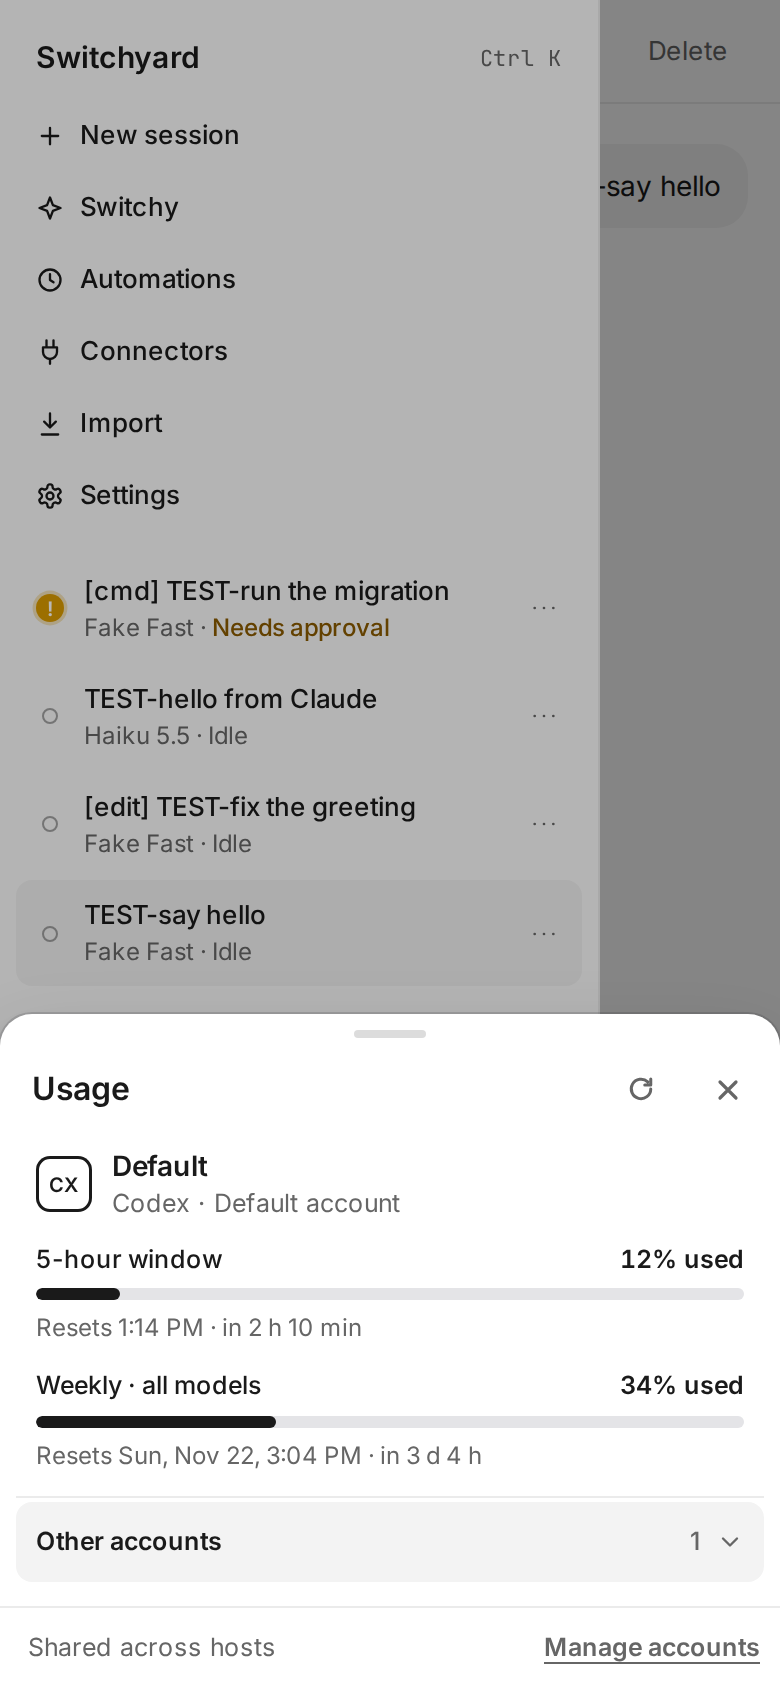 Switchyard
Ctrl K
Delete
New session
-say hello
Switchy
Automations
Connectors
Import
Settings
[cmd] TEST-run the migration
Fake Fast · Needs approval
TEST-hello from Claude
Haiku 5.5 · Idle
[edit] TEST-fix the greeting
Fake Fast · Idle
TEST-say hello
Fake Fast · Idle
Usage
CX
Default
Codex · Default account
5-hour window
12% used
Resets 1:14 PM · in 2 h 10 min
Weekly · all models
34% used
Resets Sun, Nov 22, 3:04 PM · in 3 d 4 h
Other accounts
1
Shared across hosts
Manage accounts